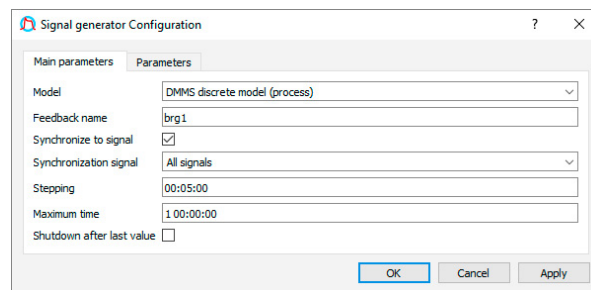 Signal generator Configuration
Main parameters Parameters
Model DMMS discrete model (process)
Feedback name brg1
Synchronize to signal
Synchronization signal All signals
Stepping 00:05:00
Maximum time 1 00:00:00
Shutdown after last value
OK Cancel Apply